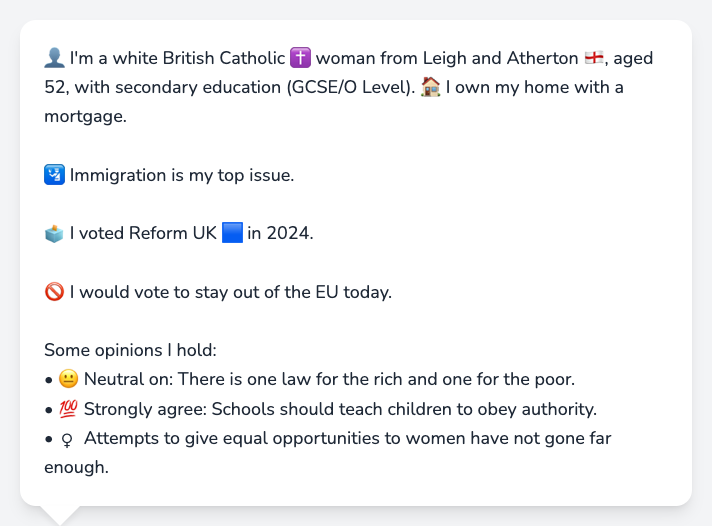 👤 I'm a white British Catholic ✝️ woman from Leigh and Atherton 🏴󠁧󠁢󠁥󠁮󠁧󠁿, aged
52, with secondary education (GCSE/O Level). 🏠 I own my home with a
mortgage.
🛂 Immigration is my top issue.
🗳️ I voted Reform UK 🟦 in 2024.
🚫 I would vote to stay out of the EU today.
Some opinions I hold:
• 😐 Neutral on: There is one law for the rich and one for the poor.
• 💯 Strongly agree: Schools should teach children to obey authority.
• ♀ Attempts to give equal opportunities to women have not gone far
enough.